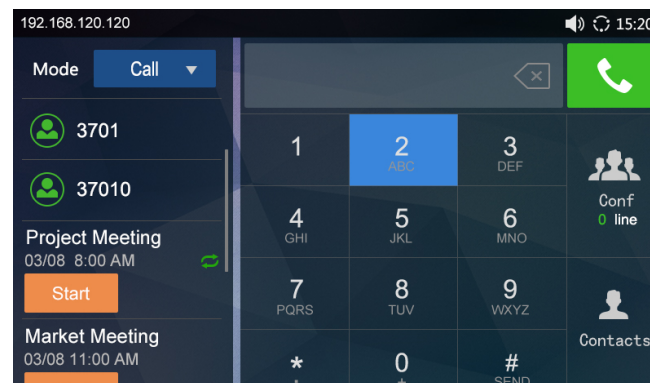 192.168.120.120
15:20
Mode Call
3701
37010
Project Meeting
03/08 8:00 AM
Start
Market Meeting
03/08 11:00 AM
1
2
ABC
3
DEF
4
GHI
5
JKL
6
MNO
7
PQRS
8
TUV
9
WXYZ
*
.
0
+
#
SEND
Conf
0 line
Contacts